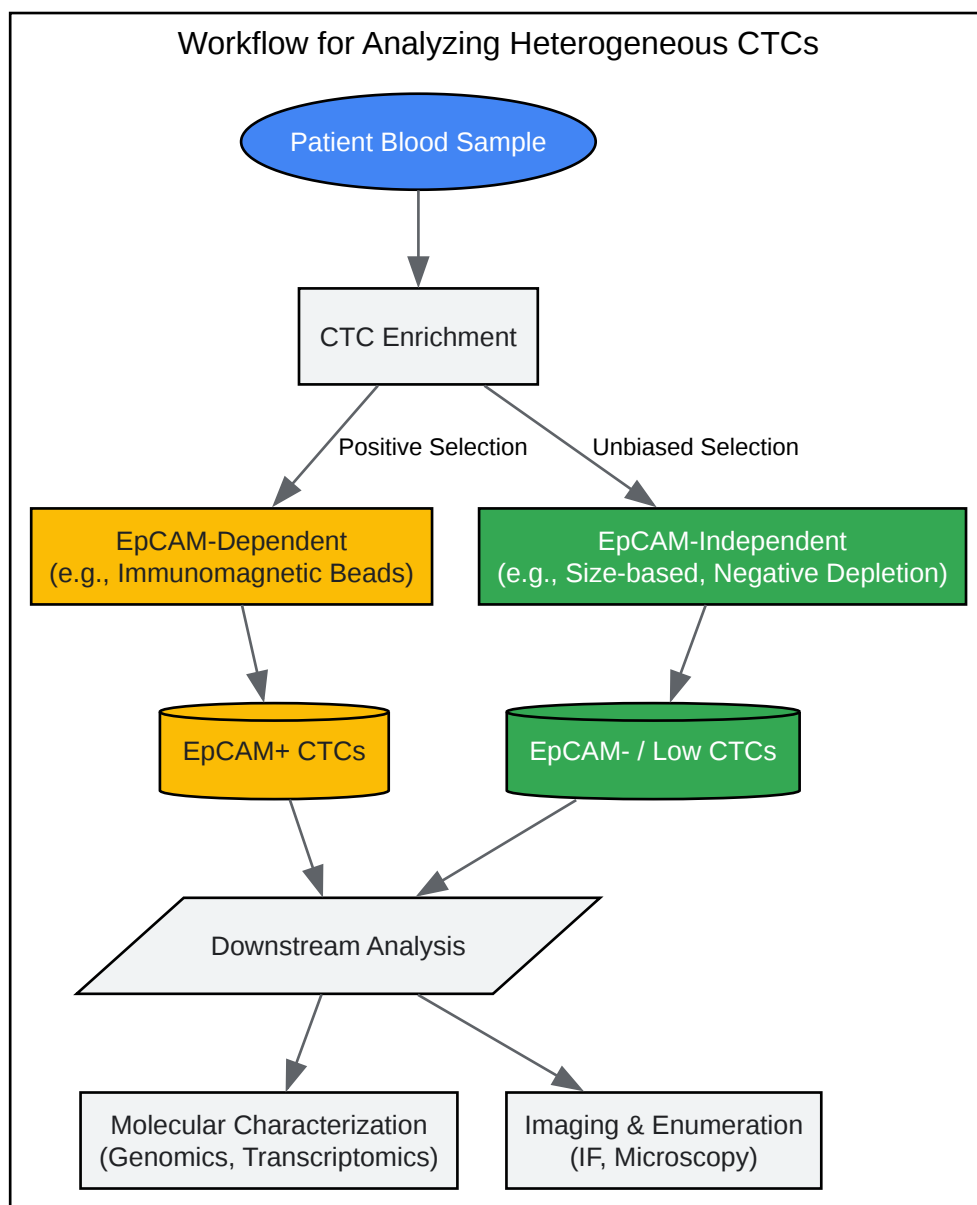 Workflow for Analyzing Heterogeneous CTCs
Patient Blood Sample
CTC Enrichment
Positive Selection
Unbiased Selection
EpCAM-Dependent
(e.g., Immunomagnetic Beads)
EpCAM-Independent
(e.g., Size-based, Negative Depletion)
EpCAM+ CTCs
EpCAM- / Low CTCs
Downstream Analysis
Molecular Characterization
(Genomics, Transcriptomics)
Imaging & Enumeration
(IF, Microscopy)